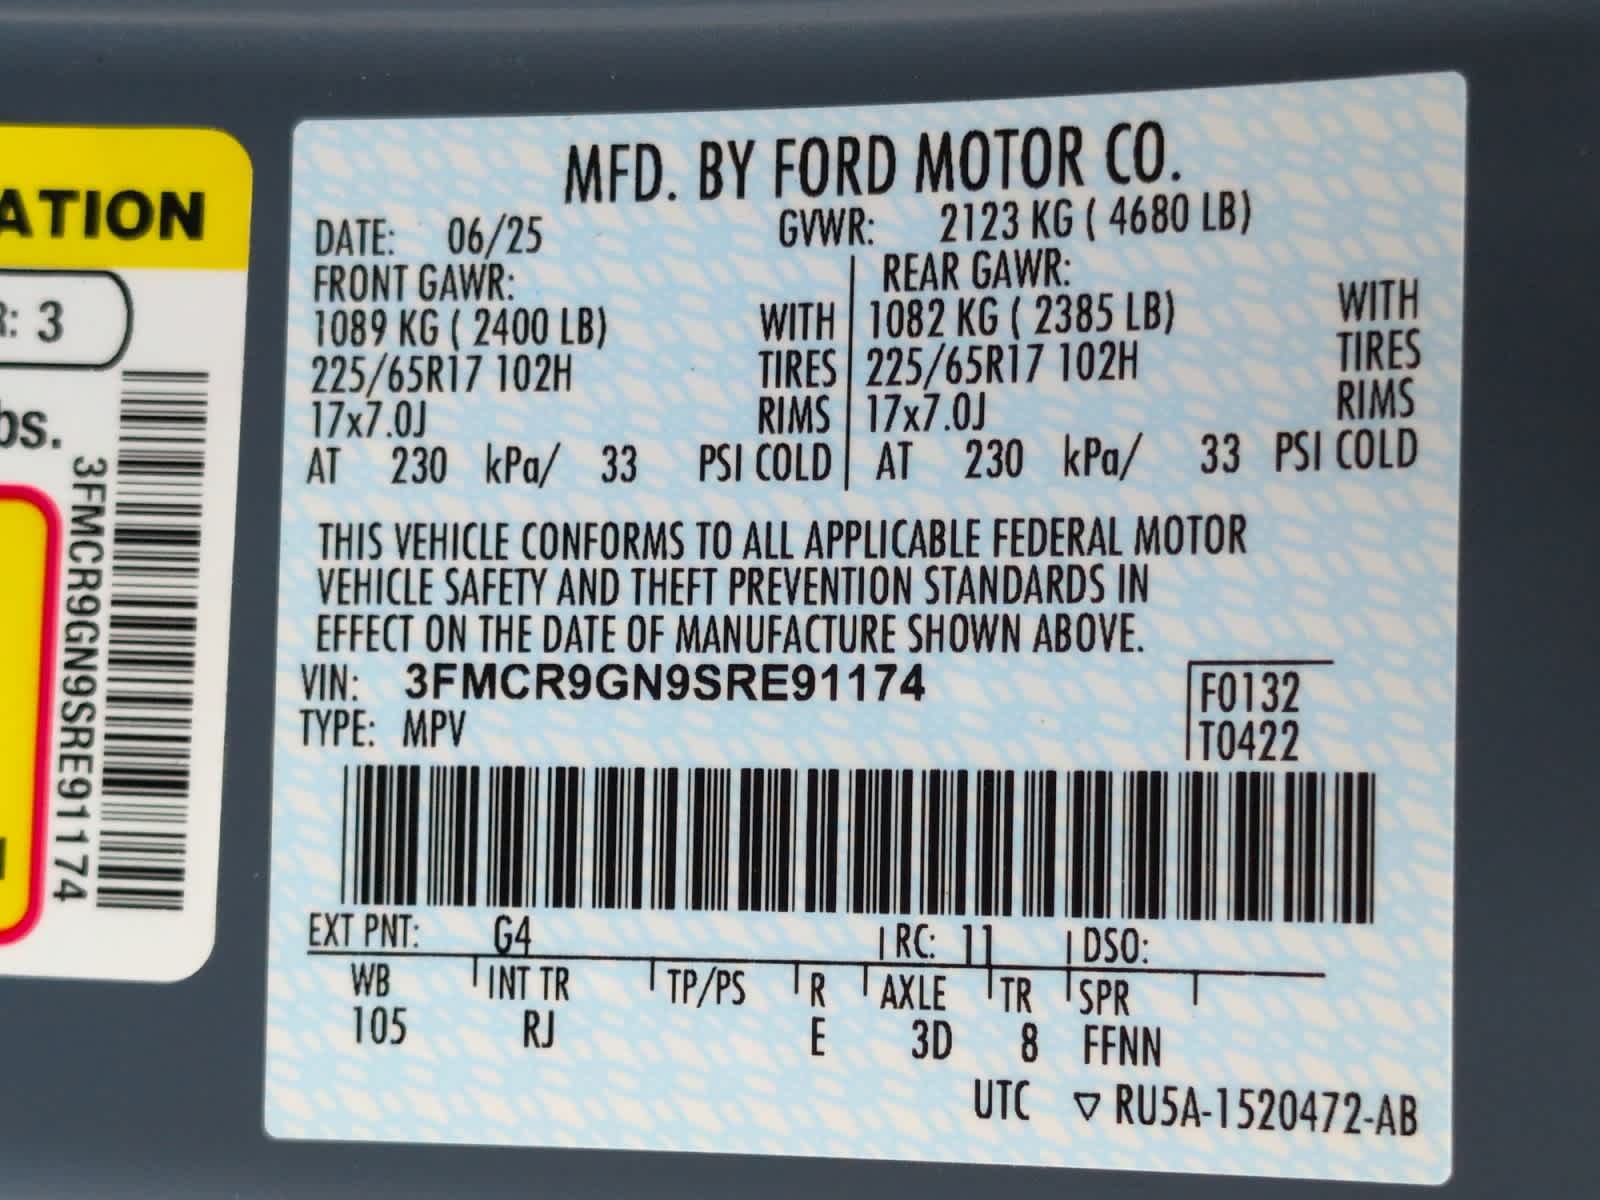 ATION
R: 3
bs.
3FMCR9GN9SRE91174
MFD. BY FORD MOTOR CO.
DATE: 06/25 GVWR: 2123 KG ( 4680 LB)
FRONT GAWR: REAR GAWR:
1089 KG ( 2400 LB) WITH 1082 KG ( 2385 LB) WITH
225/65R17 102H TIRES 225/65R17 102H TIRES
17x7.0J RIMS 17x7.0J RIMS
AT 230 kPa/ 33 PSI COLD AT 230 kPa/ 33 PSI COLD
THIS VEHICLE CONFORMS TO ALL APPLICABLE FEDERAL MOTOR
VEHICLE SAFETY AND THEFT PREVENTION STANDARDS IN
EFFECT ON THE DATE OF MANUFACTURE SHOWN ABOVE.
VIN: 3FMCR9GN9SRE91174 F0132
TYPE: MPV T0422
EXT PNT: G4 RC: 11 DSO:
WB INT TR TP/PS R AXLE TR SPR
105 RJ E 3D 8 FFNN
UTC ▽ RU5A-1520472-AB